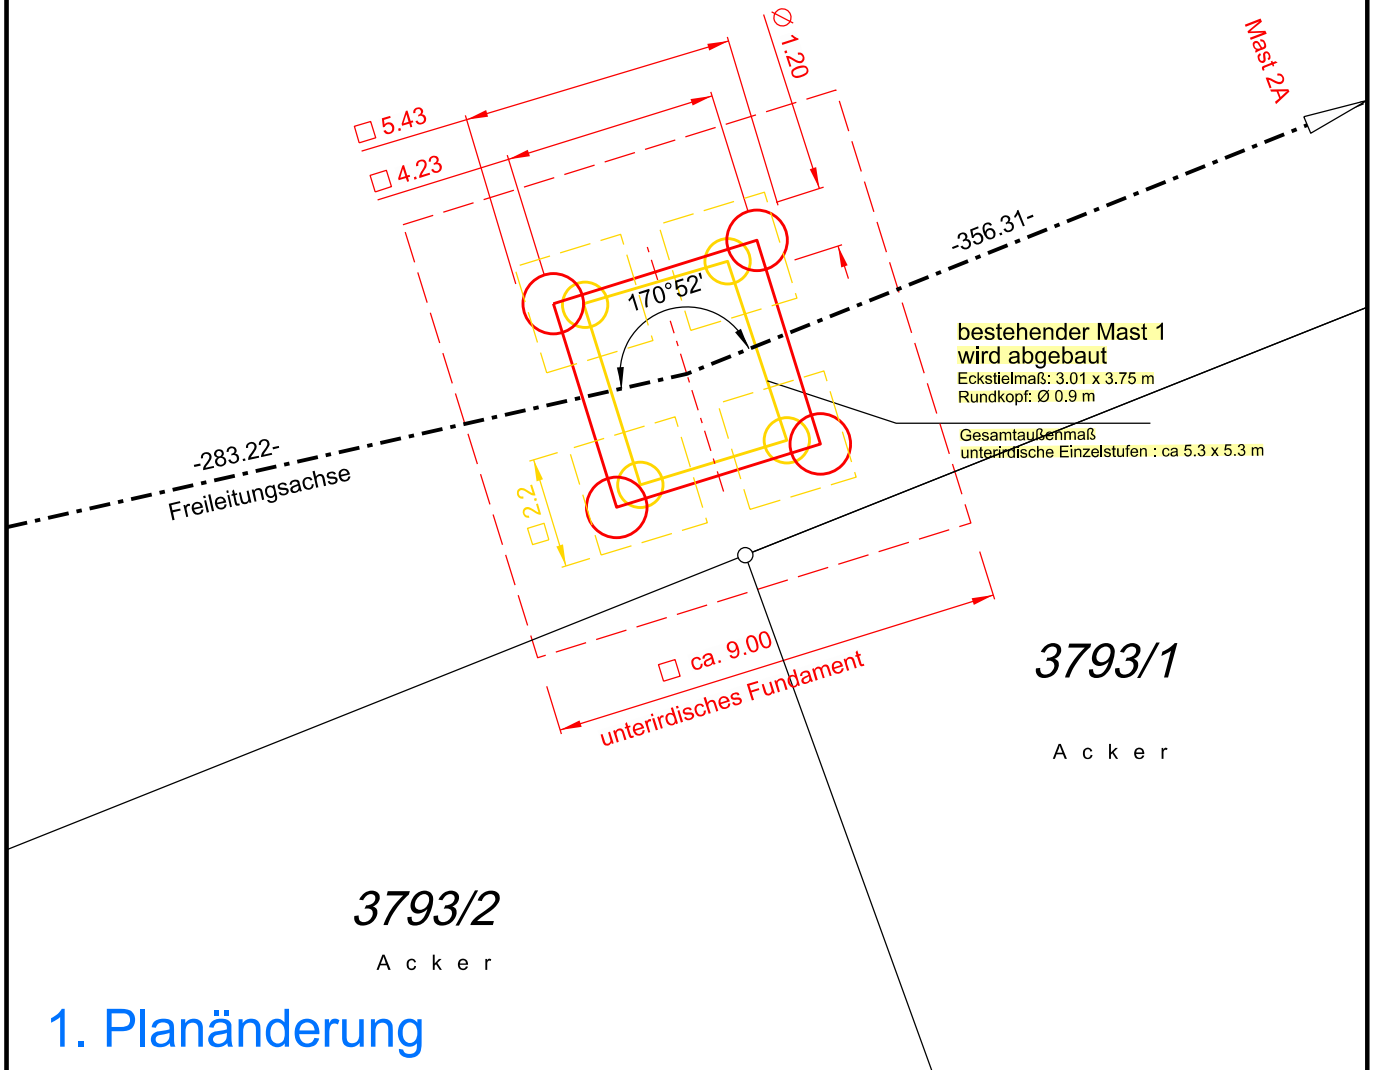 Ø 1.20
Mast 2A
□ 5.43
□ 4.23
-356.31-
170°52'
bestehender Mast 1
wird abgebaut
Eckstielmaß: 3.01 x 3.75 m
Rundkopf: Ø 0.9 m
Gesamtaußenmaß
unterirdische Einzelstufen : ca 5.3 x 5.3 m
-283.22-
Freileitungsachse
□ 2.2
□ ca. 9.00
unterirdisches Fundament
3793/1
Acker
3793/2
Acker
1. Planänderung